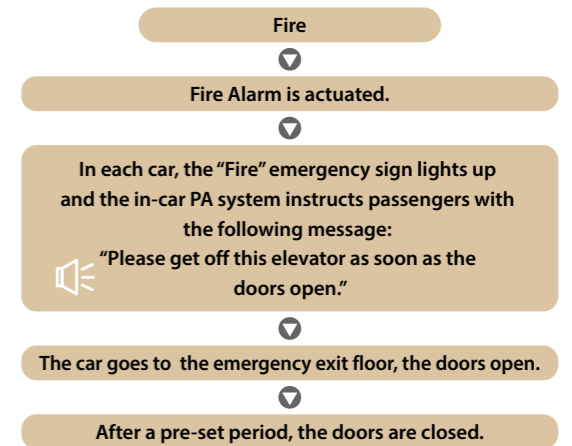 Fire
Fire Alarm is actuated.
In each car, the “Fire” emergency sign lights up
and the in-car PA system instructs passengers with
the following message:
“Please get off this elevator as soon as the
doors open.”
The car goes to the emergency exit floor, the doors open.
After a pre-set period, the doors are closed.